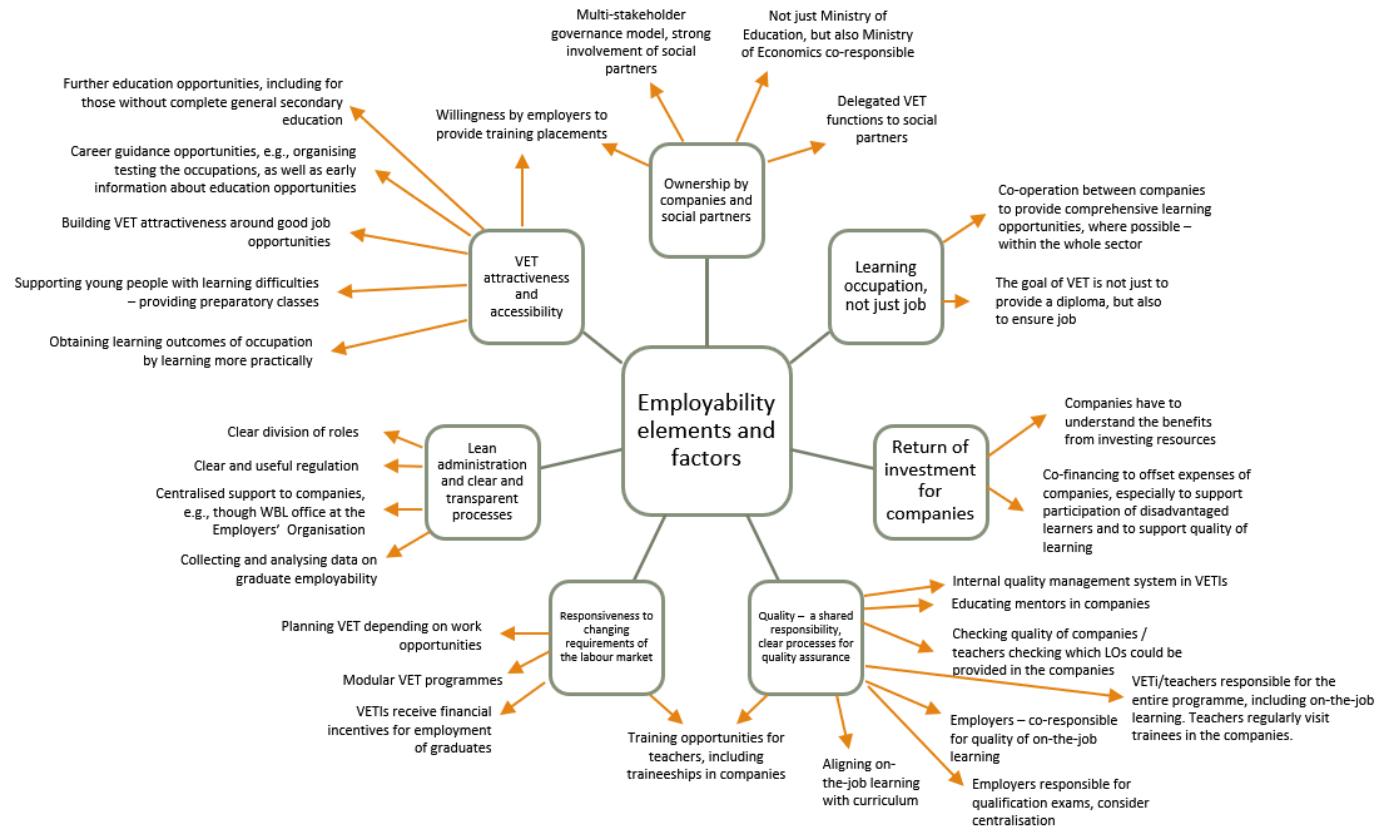 Multi-stakeholder
governance model, strong
involvement of social
partners
Not just Ministry of
Education, but also Ministry
of Economics co-responsible
Further education opportunities, including for
those without complete general secondary
education
Willingness by employers to
provide training placements
Delegated VET
functions to social
partners
Career guidance opportunities, e.g., organising
testing the occupations, as well as early
information about education opportunities
Ownership by
companies and
social partners
Co-operation between companies
to provide comprehensive learning
opportunities, where possible –
within the whole sector
Building VET attractiveness around good job
opportunities
VET
attractiveness
and
accessibility
Learning
occupation,
not just job
Supporting young people with learning difficulties
– providing preparatory classes
The goal of VET is not just to
provide a diploma, but also
to ensure job
Obtaining learning outcomes of occupation
by learning more practically
Employability
elements and
factors
Companies have to
understand the benefits
from investing resources
Clear division of roles
Clear and useful regulation
Centralised support to companies,
e.g., though WBL office at the
Employers’ Organisation
Collecting and analysing data on
graduate employability
Lean
administration
and clear and
transparent
processes
Return of
investment
for
companies
Co-financing to offset expenses of
companies, especially to support
participation of disadvantaged
learners and to support quality of
learning
Planning VET depending on work
opportunities
Modular VET programmes
VETIs receive financial
incentives for employment
of graduates
Responsiveness to
changing
requirements of
the labour market
Quality – a shared
responsibility,
clear processes for
quality assurance
Internal quality management system in VETIs
Educating mentors in companies
Checking quality of companies /
teachers checking which LOs could be
provided in the companies
VETi/teachers responsible for the
entire programme, including on-the-job
learning. Teachers regularly visit
trainees in the companies.
Training opportunities for
teachers, including
traineeships in companies
Aligning on-
the-job learning
with curriculum
Employers – co-responsible
for quality of on-the-job
learning
Employers responsible for
qualification exams, consider
centralisation